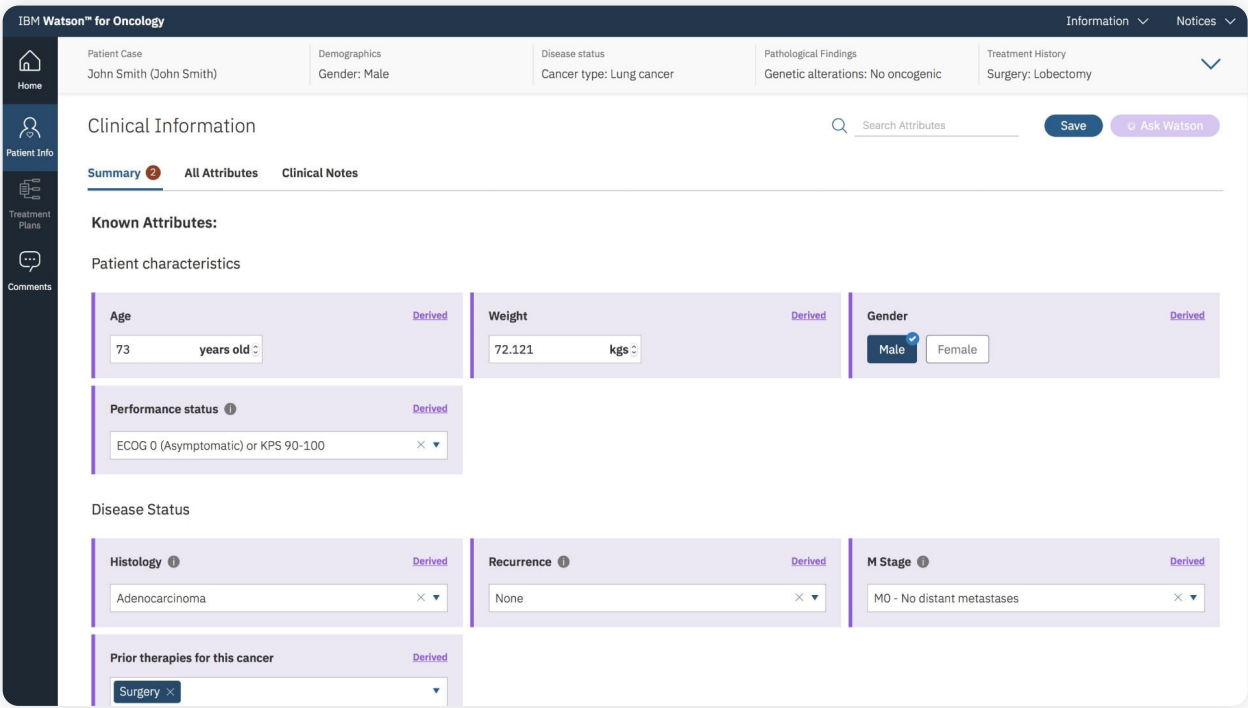 IBM Watson™ for Oncology
Information
Notices
Home
Patient Info
Treatment
Plans
Comments
Patient Case
John Smith (John Smith)
Demographics
Gender: Male
Disease status
Cancer type: Lung cancer
Pathological Findings
Genetic alterations: No oncogenic
Treatment History
Surgery: Lobectomy
Clinical Information
Search Attributes
Save
Ask Watson
Summary 2
All Attributes
Clinical Notes
Known Attributes:
Patient characteristics
Age
Derived
73 years old
Weight
Derived
72.121 kgs
Gender
Derived
Male
Female
Performance status
Derived
ECOG 0 (Asymptomatic) or KPS 90-100
Disease Status
Histology
Derived
Adenocarcinoma
Recurrence
Derived
None
M Stage
Derived
M0 - No distant metastases
Prior therapies for this cancer
Derived
Surgery